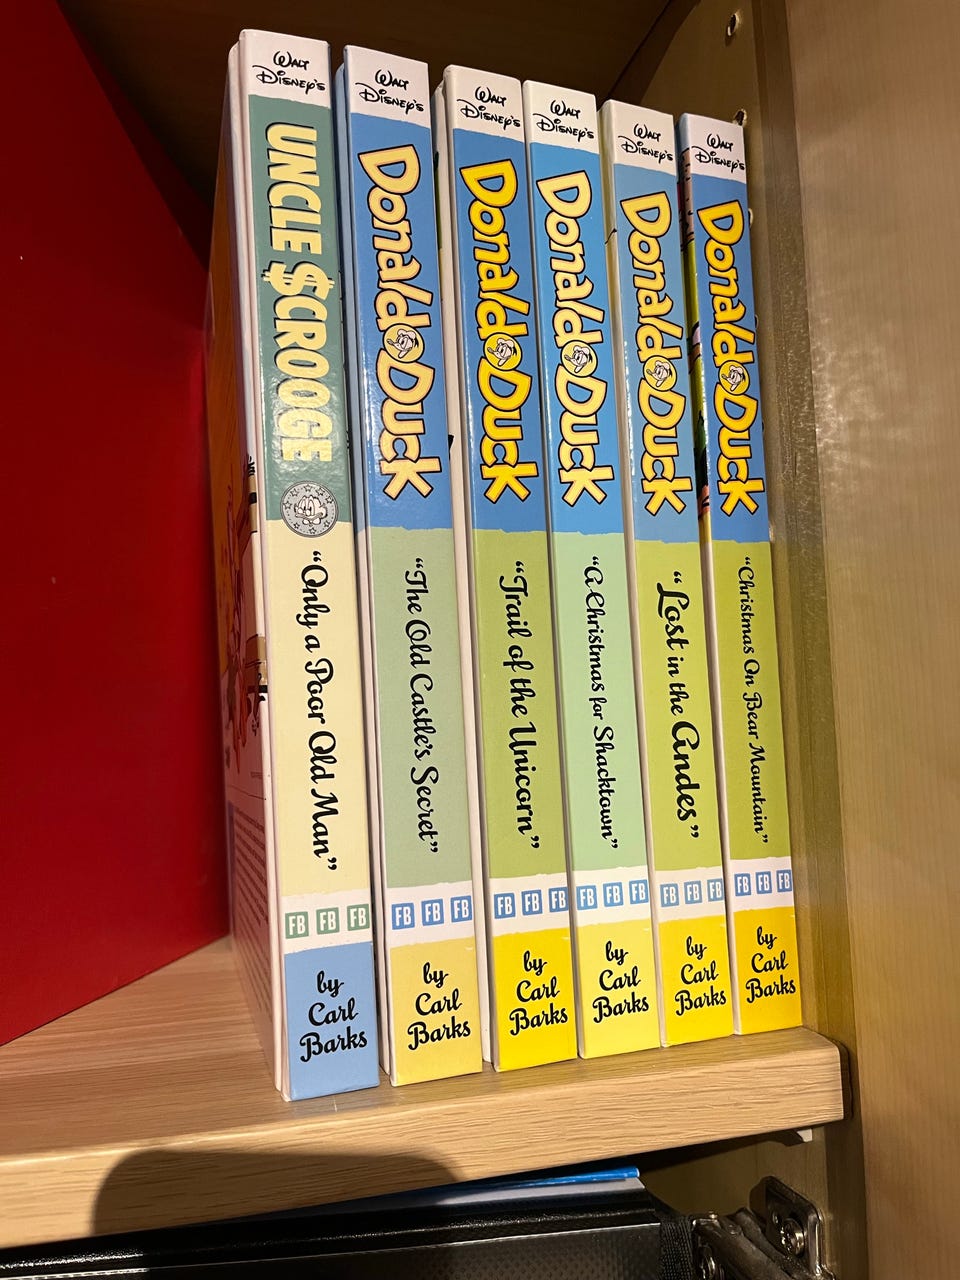 Walt
Disney's
UNCLE $CROOGE
"Only a Poor Old Man"
FB FB FB
by
Carl
Barks
Walt
Disney's
Donald Duck
"The Old Castle's Secret"
FB FB FB
by
Carl
Barks
Walt
Disney's
Donald Duck
"Trail of the Unicorn"
FB FB FB
by
Carl
Barks
Walt
Disney's
Donald Duck
"A Christmas for Shacktown"
FB FB FB
by
Carl
Barks
Walt
Disney's
Donald Duck
"Lost in the Andes"
FB FB FB
by
Carl
Barks
Walt
Disney's
Donald Duck
"Christmas On Bear Mountain"
FB FB FB
by
Carl
Barks